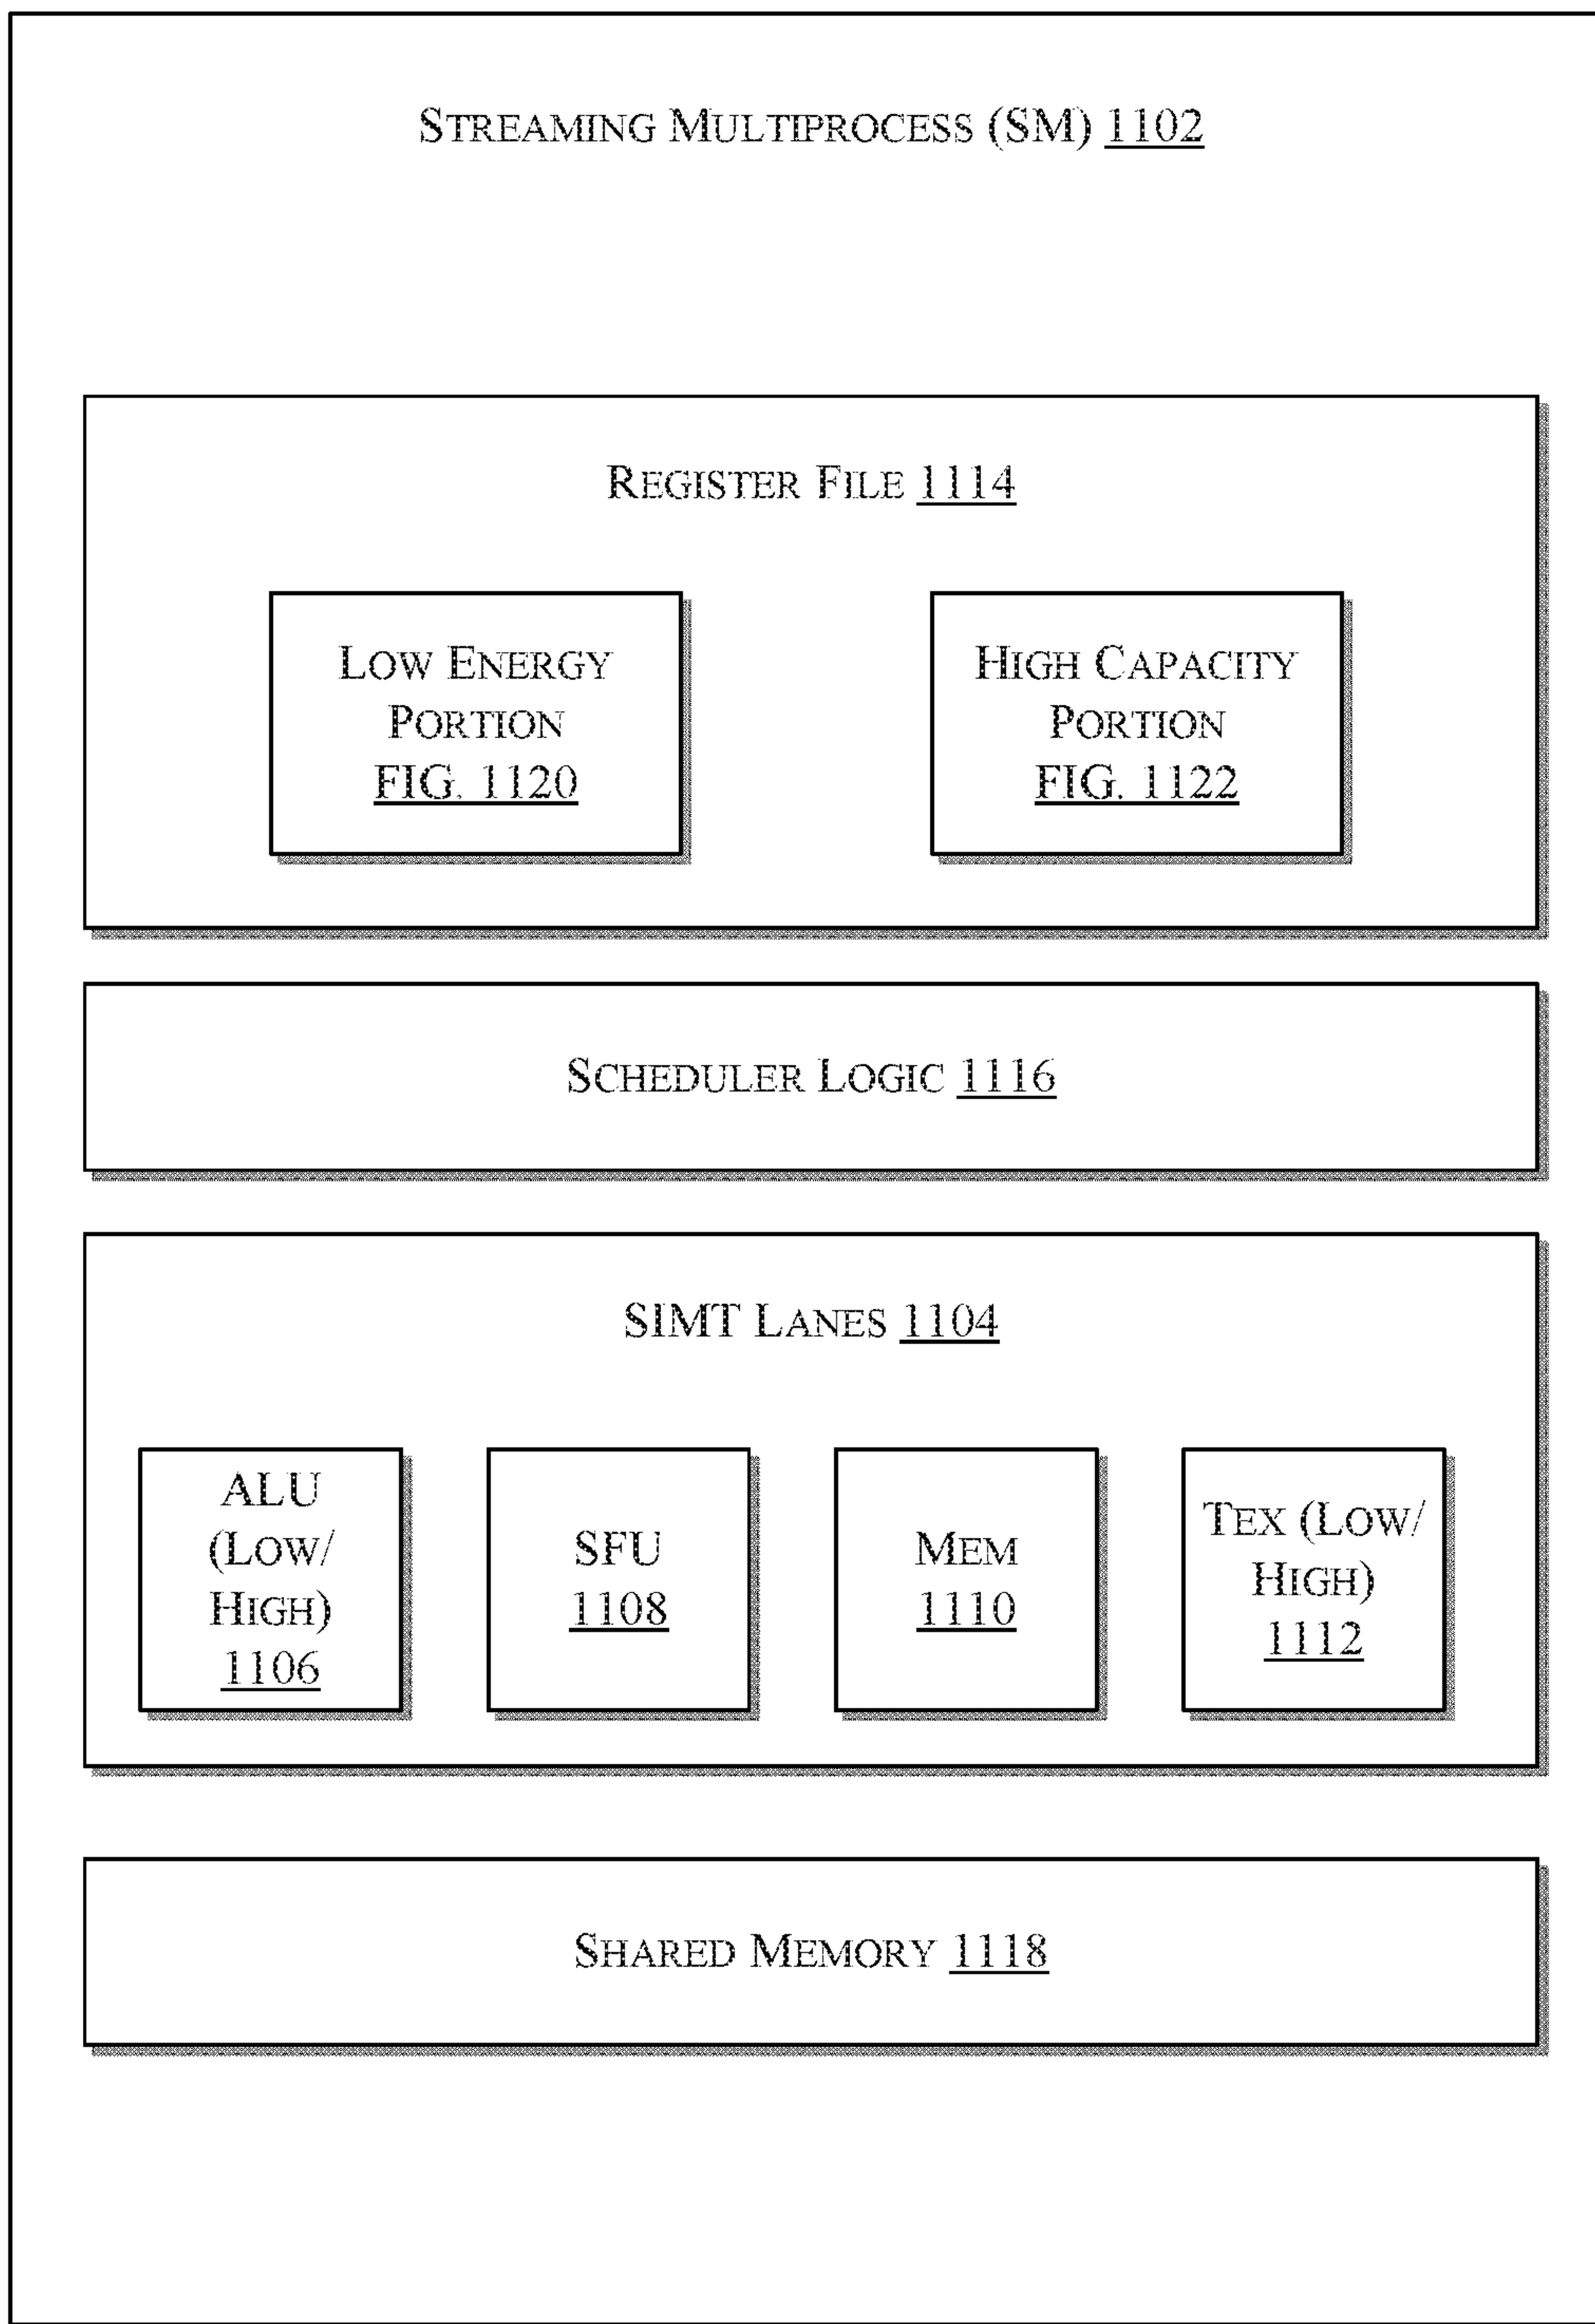 STREAMING MULTIPROCESS (SM) 1102
REGISTER FILE 1114
LOW ENERGY
PORTION
FIG. 1120
HIGH CAPACITY
PORTION
FIG. 1122
SCHEDULER LOGIC 1116
SIMT LANES 1104
ALU
(LOW/
HIGH)
1106
SFU
1108
MEM
1110
TEX (LOW/
HIGH)
1112
SHARED MEMORY 1118